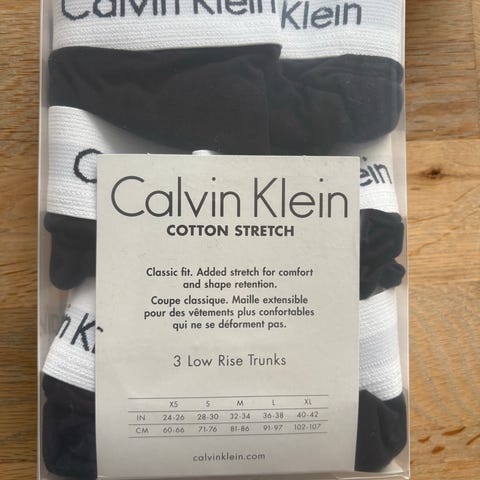 Calvin Klein
Klein
Calvin Klein
COTTON STRETCH
Classic fit. Added stretch for comfort
and shape retention.
Coupe classique. Maille extensible
pour des vêtements plus confortables
qui ne se déforment pas.
3 Low Rise Trunks
XS S M L XL
IN 24-26 28-30 32-34 36-38 40-42
CM 60-66 71-76 81-86 91-97 102-107
calvinklein.com